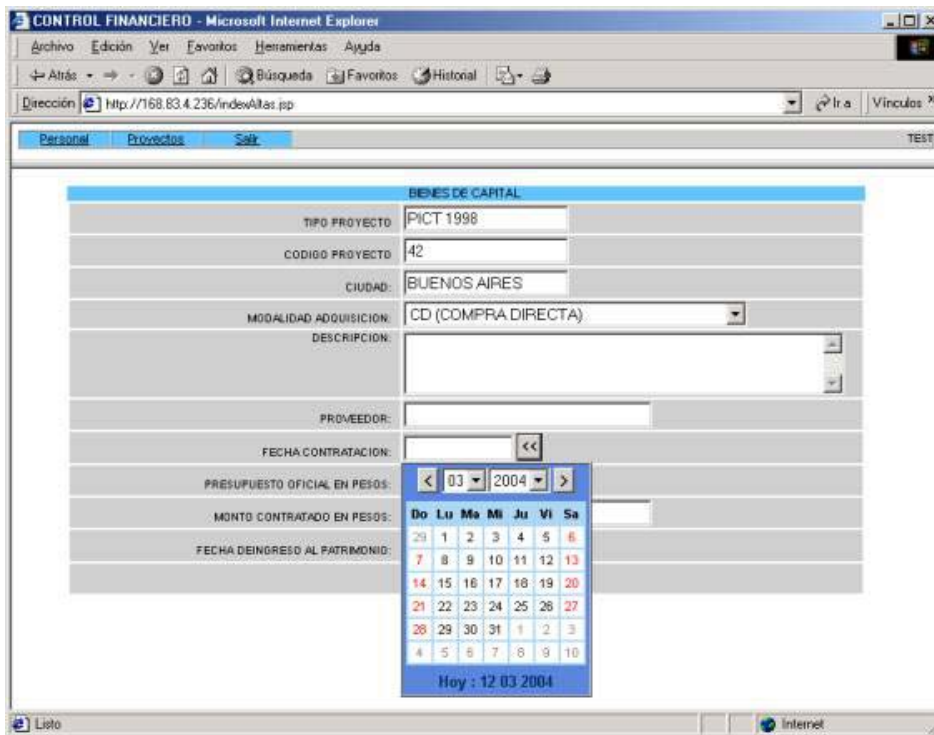 CONTROL FINANCIERO - Microsoft Internet Explorer
Archivo Edición Ver Favoritos Herramientas Ayuda
Atrás Búsqueda Favoritos Historial
Dirección http://168.83.4.236/indexAltas.jsp Ir a Vínculos »
Personal Proyectos Salir TEST
BIENES DE CAPITAL
TIPO PROYECTO PICT 1998
CODIGO PROYECTO 42
CIUDAD: BUENOS AIRES
MODALIDAD ADQUISICION: CD (COMPRA DIRECTA)
DESCRIPCION:
PROVEEDOR:
FECHA CONTRATACION: <<
PRESUPUESTO OFICIAL EN PESOS: < 03 2004 >
MONTO CONTRATADO EN PESOS:
FECHA DEINGRESO AL PATRIMONIO:
Do Lu Ma Mi Ju Vi Sa
29 1 2 3 4 5 6
7 8 9 10 11 12 13
14 15 16 17 18 19 20
21 22 23 24 25 26 27
28 29 30 31 1 2 3
4 5 6 7 8 9 10
Hoy : 12 03 2004
Listo Internet